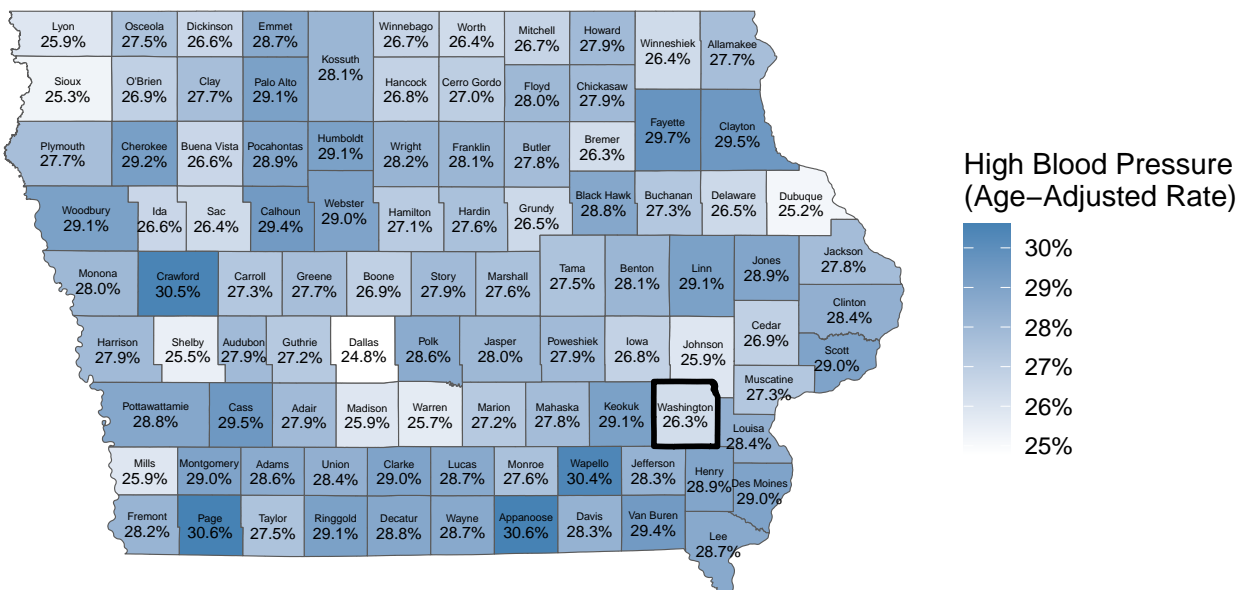 Lyon
25.9%
Osceola
27.5%
Dickinson
26.6%
Emmet
28.7%
Kossuth
28.1%
Winnebago
26.7%
Worth
26.4%
Mitchell
26.7%
Howard
27.9%
Winneshiek
26.4%
Allamakee
27.7%
Sioux
25.3%
O'Brien
26.9%
Clay
27.7%
Palo Alto
29.1%
Hancock
26.8%
Cerro Gordo
27.0%
Floyd
28.0%
Chickasaw
27.9%
Fayette
29.7%
Clayton
29.5%
Plymouth
27.7%
Cherokee
29.2%
Buena Vista
26.6%
Pocahontas
28.9%
Humboldt
29.1%
Wright
28.2%
Franklin
28.1%
Butler
27.8%
Bremer
26.3%
Woodbury
29.1%
Ida
26.6%
Sac
26.4%
Calhoun
29.4%
Webster
29.0%
Hamilton
27.1%
Hardin
27.6%
Grundy
26.5%
Black Hawk
28.8%
Buchanan
27.3%
Delaware
26.5%
Dubuque
25.2%
Monona
28.0%
Crawford
30.5%
Carroll
27.3%
Greene
27.7%
Boone
26.9%
Story
27.9%
Marshall
27.6%
Tama
27.5%
Benton
28.1%
Linn
29.1%
Jones
28.9%
Jackson
27.8%
Clinton
28.4%
Harrison
27.9%
Shelby
25.5%
Audubon
27.9%
Guthrie
27.2%
Dallas
24.8%
Polk
28.6%
Jasper
28.0%
Poweshiek
27.9%
Iowa
26.8%
Johnson
25.9%
Cedar
26.9%
Scott
29.0%
Muscatine
27.3%
Pottawattamie
28.8%
Cass
29.5%
Adair
27.9%
Madison
25.9%
Warren
25.7%
Marion
27.2%
Mahaska
27.8%
Keokuk
29.1%
Washington
26.3%
Louisa
28.4%
Mills
25.9%
Montgomery
29.0%
Adams
28.6%
Union
28.4%
Clarke
29.0%
Lucas
28.7%
Monroe
27.6%
Wapello
30.4%
Jefferson
28.3%
Henry
28.9%
Des Moines
29.0%
Fremont
28.2%
Page
30.6%
Taylor
27.5%
Ringgold
29.1%
Decatur
28.8%
Wayne
28.7%
Appanoose
30.6%
Davis
28.3%
Van Buren
29.4%
Lee
28.7%
High Blood Pressure
(Age−Adjusted Rate)
30%
29%
28%
27%
26%
25%